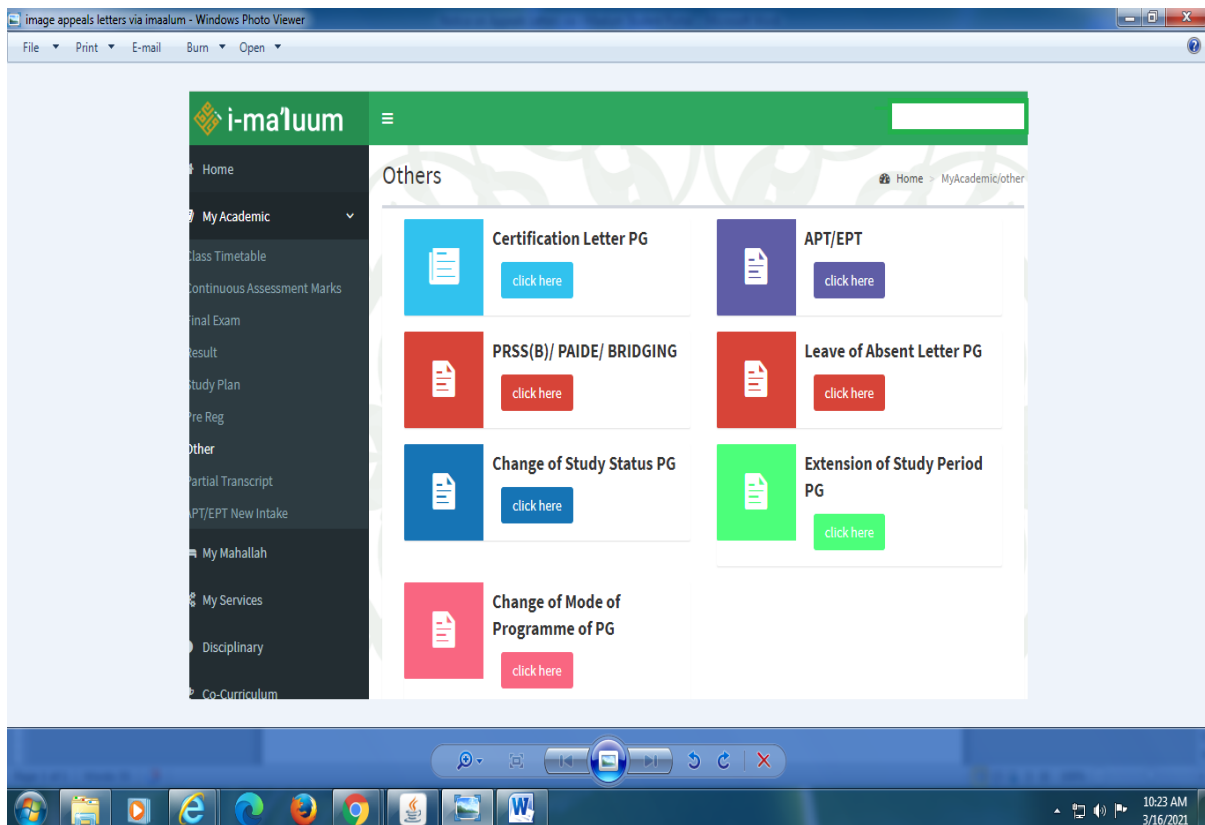 image appeals letters via imaalum - Windows Photo Viewer
File Print E-mail Burn Open
i-ma'luum
Home
My Academic
Class Timetable
Continuous Assessment Marks
Final Exam
Result
Study Plan
Pre Reg
Other
Partial Transcript
APT/EPT New Intake
My Mahallah
My Services
Disciplinary
Co-Curriculum
Others
Home > MyAcademic/other
Certification Letter PG
click here
APT/EPT
click here
PRSS(B)/ PAIDE/ BRIDGING
click here
Leave of Absent Letter PG
click here
Change of Study Status PG
click here
Extension of Study Period
PG
click here
Change of Mode of
Programme of PG
click here
10:23 AM
3/16/2021